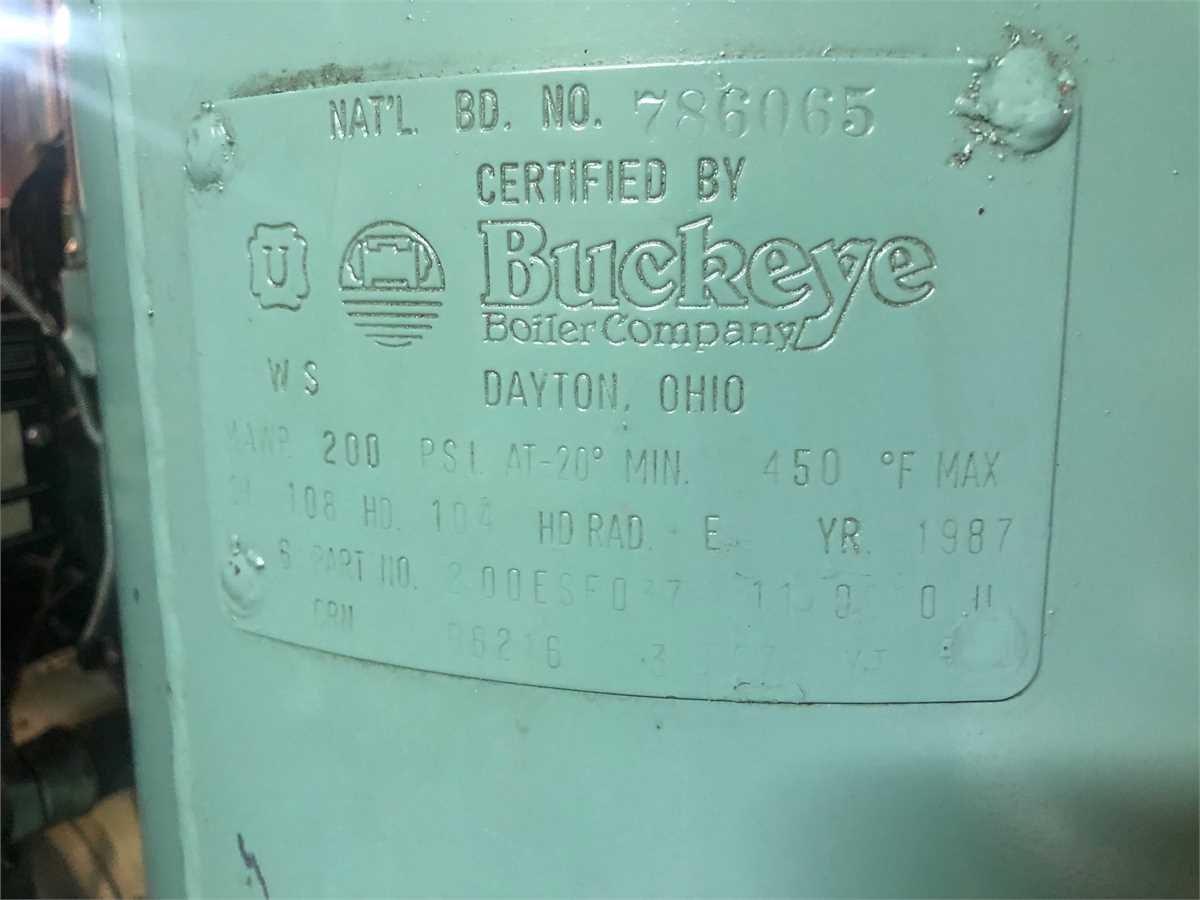 NAT'L. BD. NO. 786065
CERTIFIED BY
U
Buckeye
Boiler Company
W S
DAYTON, OHIO
MAWP. 200 PSI. AT -20° MIN. 450 °F MAX
108 HD. 104 HD RAD. E. YR. 1987
PART NO.
CRN